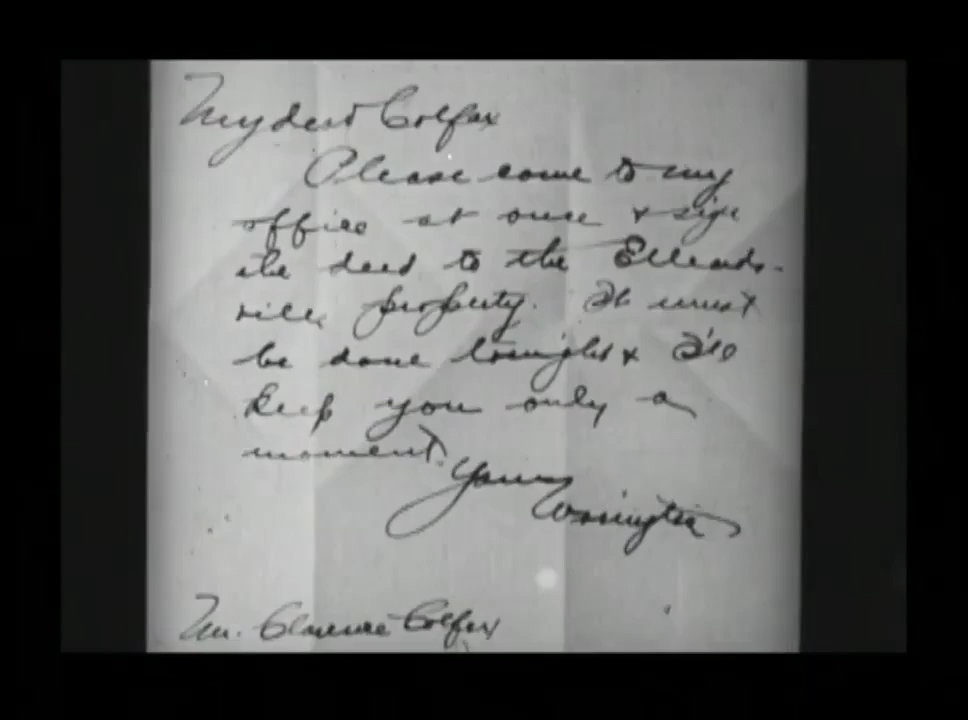 My dear Colfax
Please come to my
office at once & sign
the deed to the Ellards-
ville property. It must
be done tonight & I'll
keep you only a
moment.
Yours
Worington
Mr. Clarence Colfax